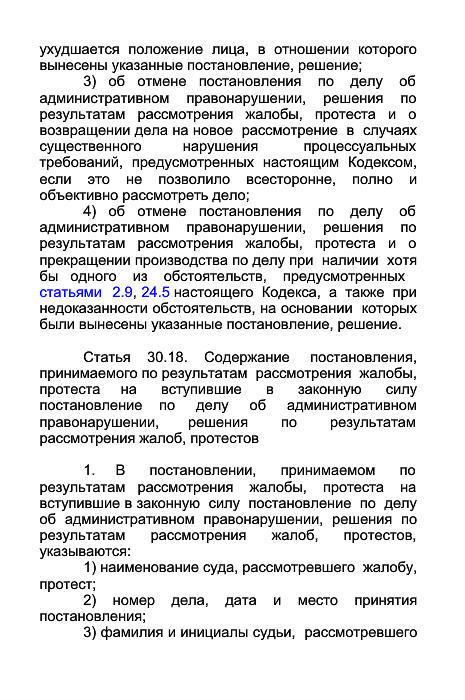 ухудшается положение лица, в отношении которого
вынесены указанные постановление, решение;
3) об отмене постановления по делу об
административном правонарушении, решения по
результатам рассмотрения жалобы, протеста и о
возвращении дела на новое рассмотрение в случаях
существенного нарушения процессуальных
требований, предусмотренных настоящим Кодексом,
если это не позволило всесторонне, полно и
объективно рассмотреть дело;
4) об отмене постановления по делу об
административном правонарушении, решения по
результатам рассмотрения жалобы, протеста и о
прекращении производства по делу при наличии хотя
бы одного из обстоятельств, предусмотренных
статьями 2.9, 24.5 настоящего Кодекса, а также при
недоказанности обстоятельств, на основании которых
были вынесены указанные постановление, решение.
Статья 30.18. Содержание постановления,
принимаемого по результатам рассмотрения жалобы,
протеста на вступившие в законную силу
постановление по делу об административном
правонарушении, решения по результатам
рассмотрения жалоб, протестов
1. В постановлении, принимаемом по
результатам рассмотрения жалобы, протеста на
вступившие в законную силу постановление по делу
об административном правонарушении, решения по
результатам рассмотрения жалоб, протестов,
указываются:
1) наименование суда, рассмотревшего жалобу,
протест;
2) номер дела, дата и место принятия
постановления;
3) фамилия и инициалы судьи, рассмотревшего